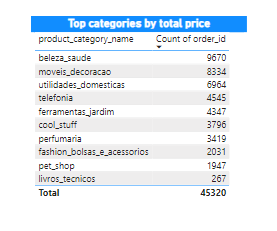 Top categories by total price
product_category_name Count of order_id
beleza_saude 9670
moveis_decoracao 8334
utilidades_domesticas 6964
telefonia 4545
ferramentas_jardim 4347
cool_stuff 3796
perfumaria 3419
fashion_bolsas_e_acessorios 2031
pet_shop 1947
livros_tecnicos 267
Total 45320